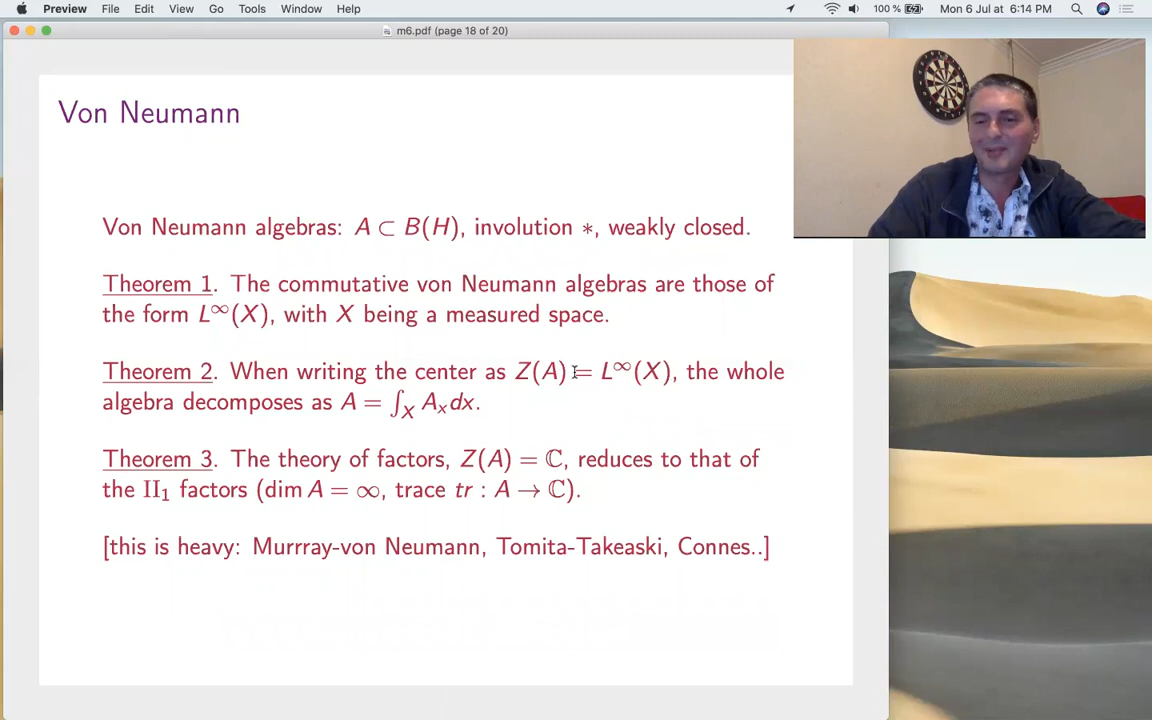 Preview File Edit View Go Tools Window Help 100 % Mon 6 Jul at 6:14 PM
m6.pdf (page 18 of 20)
Von Neumann
Von Neumann algebras: A ⊂ B(H), involution ∗, weakly closed.
Theorem 1. The commutative von Neumann algebras are those of
the form L∞(X), with X being a measured space.
Theorem 2. When writing the center as Z(A) = L∞(X), the whole
algebra decomposes as A = ∫X Axdx.
Theorem 3. The theory of factors, Z(A) = ℂ, reduces to that of
the II₁ factors (dim A = ∞, trace tr : A → ℂ).
[this is heavy: Murrray-von Neumann, Tomita-Takeaski, Connes..]